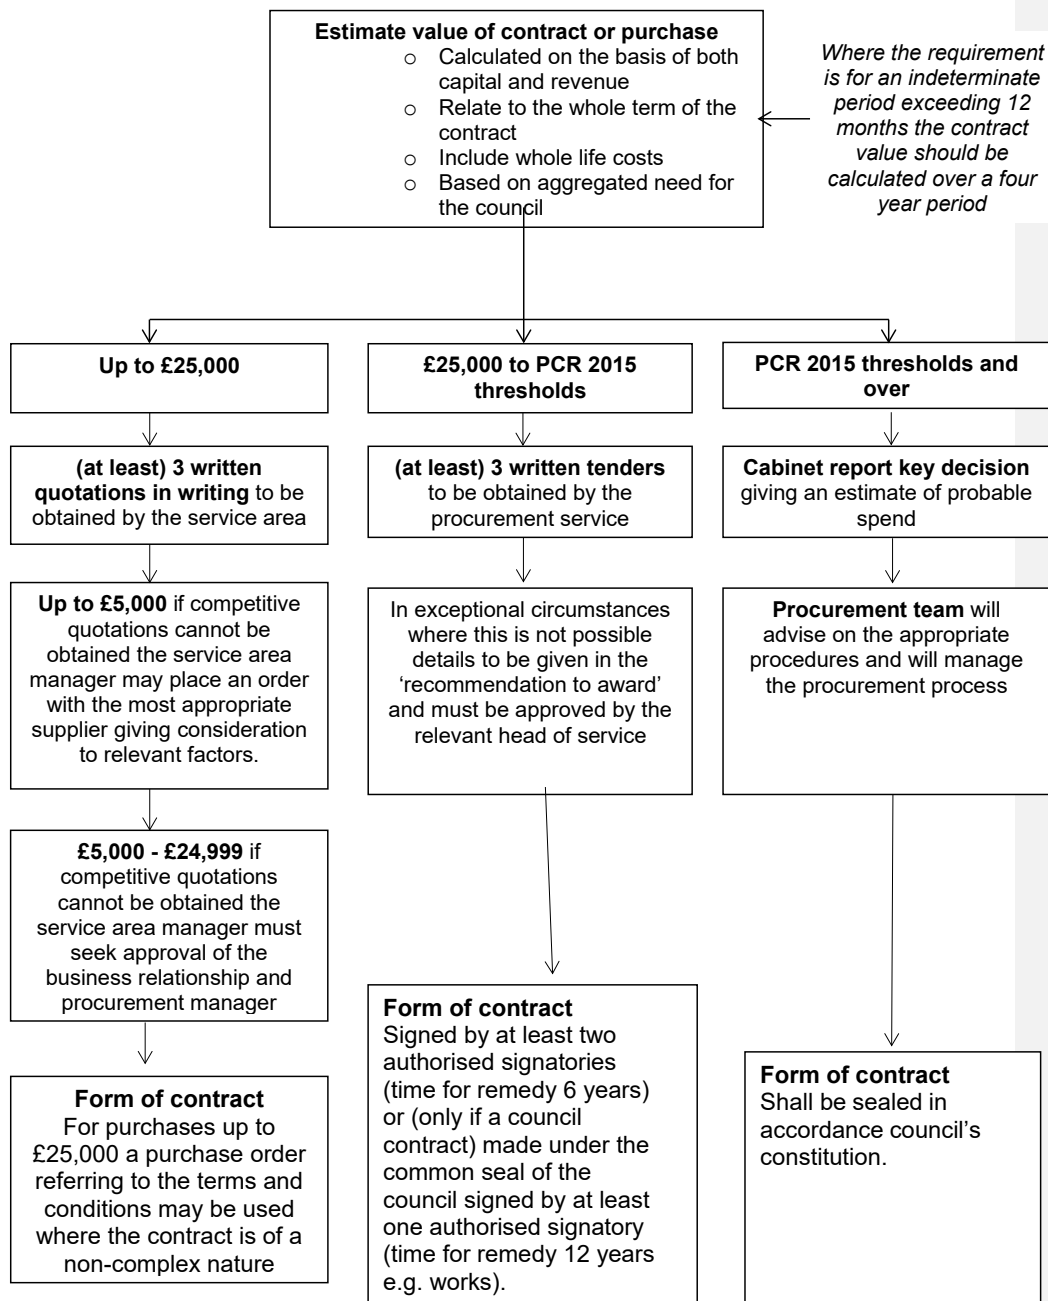 Estimate value of contract or purchase
o Calculated on the basis of both
capital and revenue
o Relate to the whole term of the
contract
o Include whole life costs
o Based on aggregated need for
the council
Where the requirement
is for an indeterminate
period exceeding 12
months the contract
value should be
calculated over a four
year period
Up to £25,000
£25,000 to PCR 2015
thresholds
PCR 2015 thresholds and
over
(at least) 3 written
quotations in writing to be
obtained by the service area
(at least) 3 written tenders
to be obtained by the
procurement service
Cabinet report key decision
giving an estimate of probable
spend
Up to £5,000 if competitive
quotations cannot be
obtained the service area
manager may place an order
with the most appropriate
supplier giving consideration
to relevant factors.
In exceptional circumstances
where this is not possible
details to be given in the
‘recommendation to award’
and must be approved by the
relevant head of service
Procurement team will
advise on the appropriate
procedures and will manage
the procurement process
£5,000 - £24,999 if
competitive quotations
cannot be obtained the
service area manager must
seek approval of the
business relationship and
procurement manager
Form of contract
For purchases up to
£25,000 a purchase order
referring to the terms and
conditions may be used
where the contract is of a
non-complex nature
Form of contract
Signed by at least two
authorised signatories
(time for remedy 6 years)
or (only if a council
contract) made under the
common seal of the
council signed by at least
one authorised signatory
(time for remedy 12 years
e.g. works).
Form of contract
Shall be sealed in
accordance council’s
constitution.